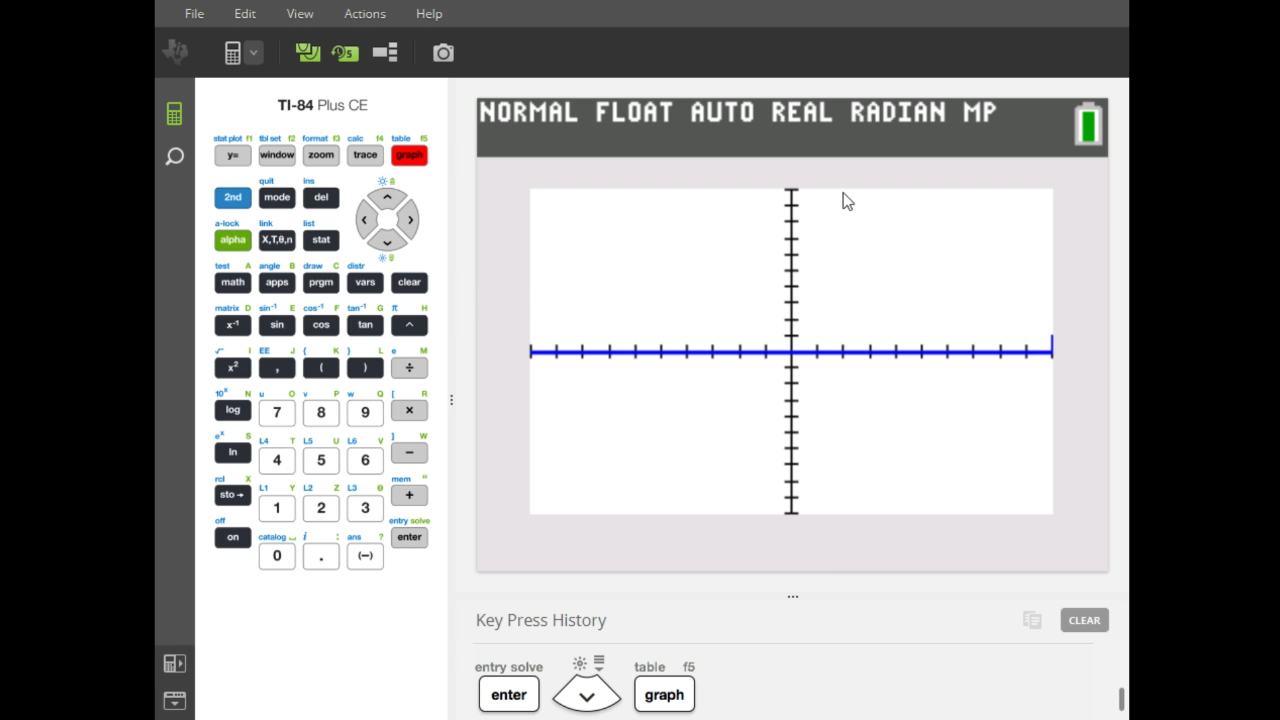 File Edit View Actions Help
TI-84 Plus CE
NORMAL FLOAT AUTO REAL RADIAN MP
stat plot f1 tbl set f2 format f3 calc f4 table f5
y= window zoom trace graph
quit ins
2nd mode del
a-lock link list
alpha X,T,θ,n stat
test A angle B draw C distr
math apps prgm vars clear
matrix D sin⁻¹ E cos⁻¹ F tan⁻¹ G π H
x⁻¹ sin cos tan ^
√ I EE J { K } L e M
x² , ( ) ÷
10ˣ N u O v P w Q [ R
log 7 8 9 ×
eˣ S L4 T L5 U L6 V ] W
ln 4 5 6 −
rcl X L1 Y L2 Z L3 θ mem "
sto→ 1 2 3 +
off catalog i : ans ? entry solve
on 0 . (−) enter
Key Press History
CLEAR
entry solve table f5
enter graph